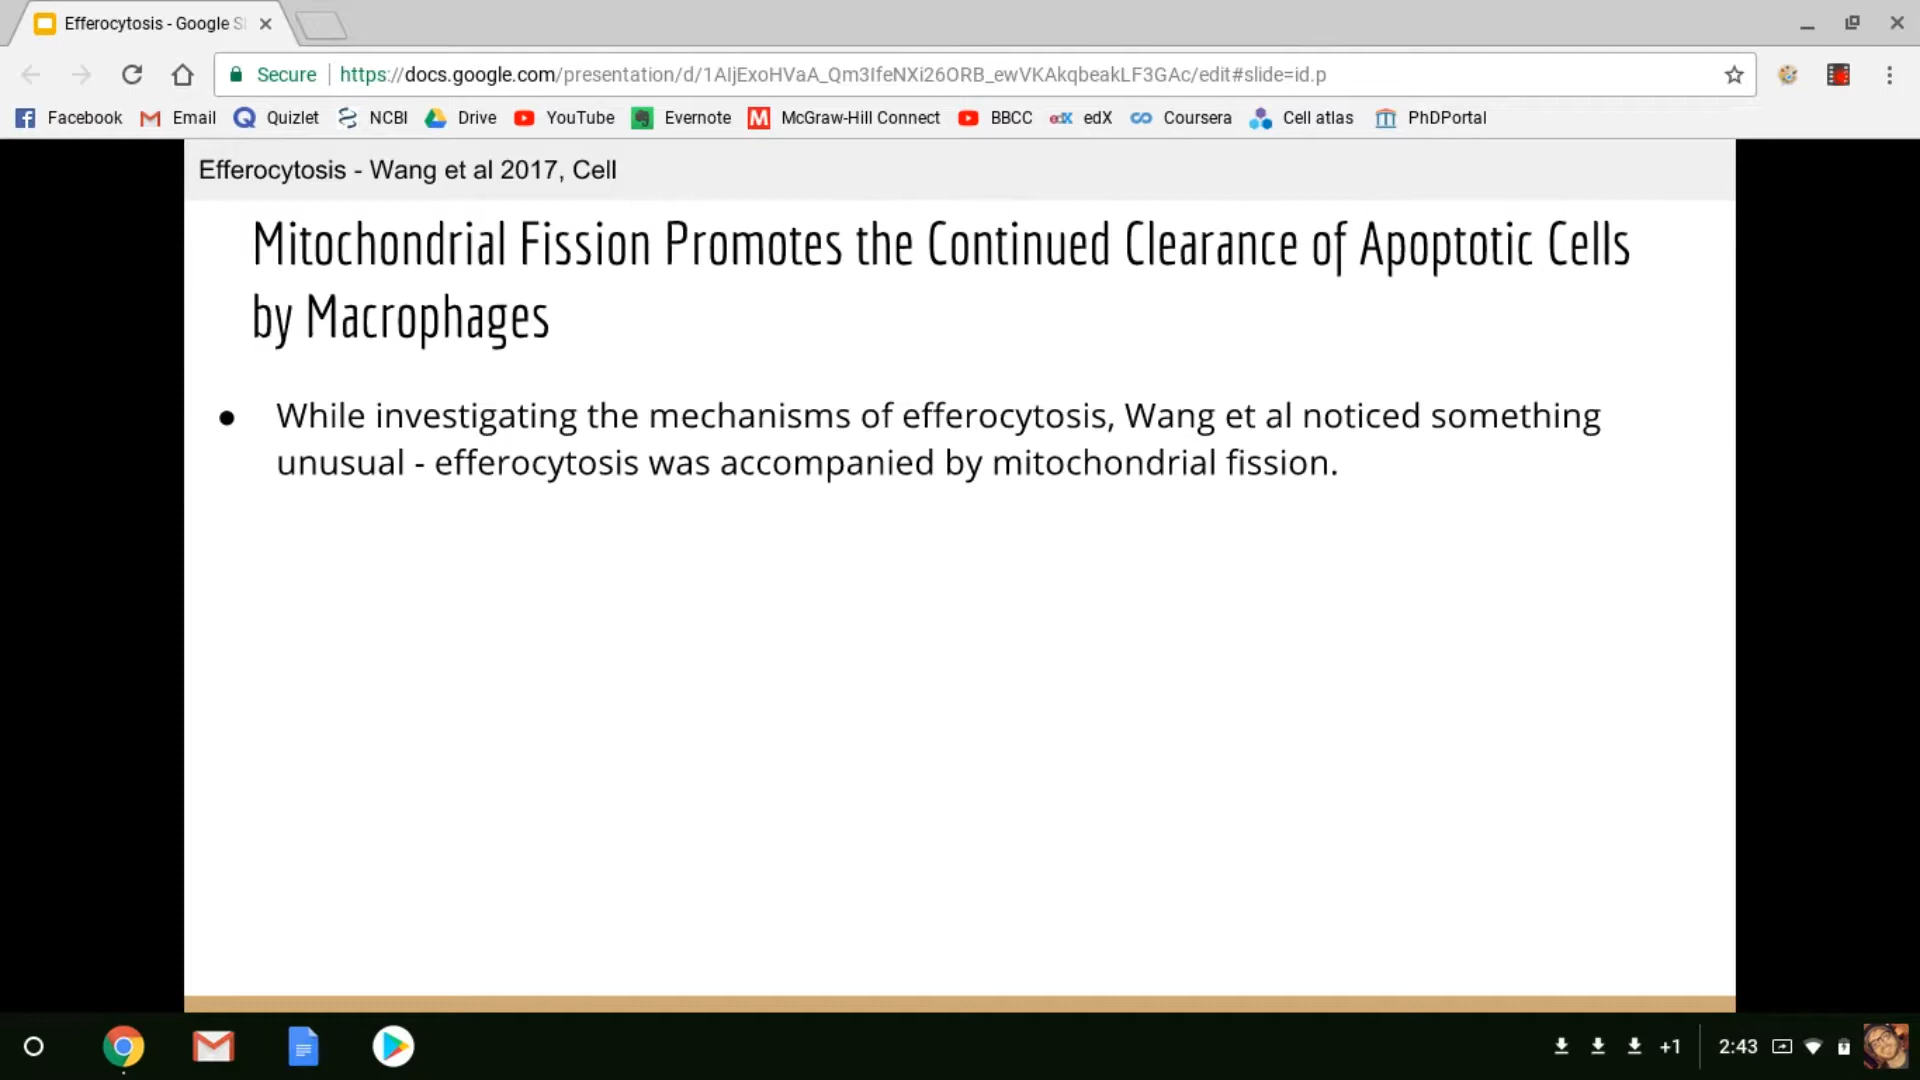 Efferocytosis - Google S
Secure https://docs.google.com/presentation/d/1AIjExoHVaA_Qm3IfeNXi26ORB_ewVKAkqbeakLF3GAc/edit#slide=id.p
Facebook Email Quizlet NCBI Drive YouTube Evernote McGraw-Hill Connect BBCC edX Coursera Cell atlas PhDPortal
Efferocytosis - Wang et al 2017, Cell
Mitochondrial Fission Promotes the Continued Clearance of Apoptotic Cells
by Macrophages
● While investigating the mechanisms of efferocytosis, Wang et al noticed something
unusual - efferocytosis was accompanied by mitochondrial fission.
+1 2:43